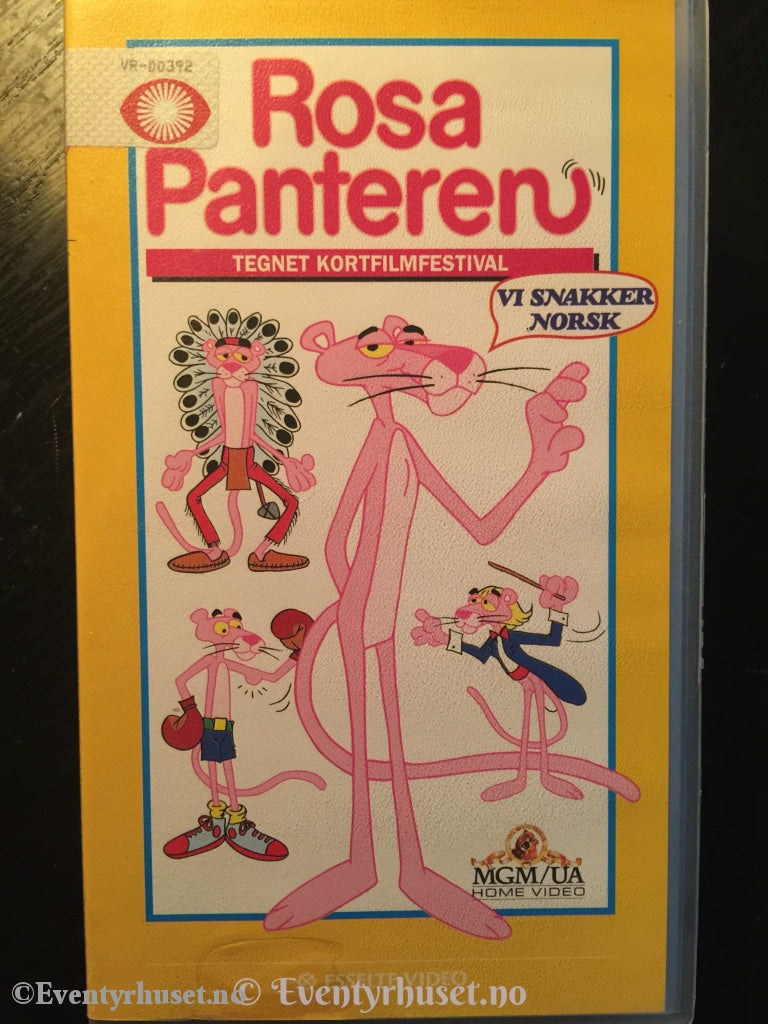 VR-00392
Rosa
Panteren
TEGNET KORTFILMFESTIVAL
VI SNAKKER
NORSK
MGM/UA
HOME VIDEO
ESSELTE VIDEO
©Eventyrhuset.no
© Eventyrhuset.no